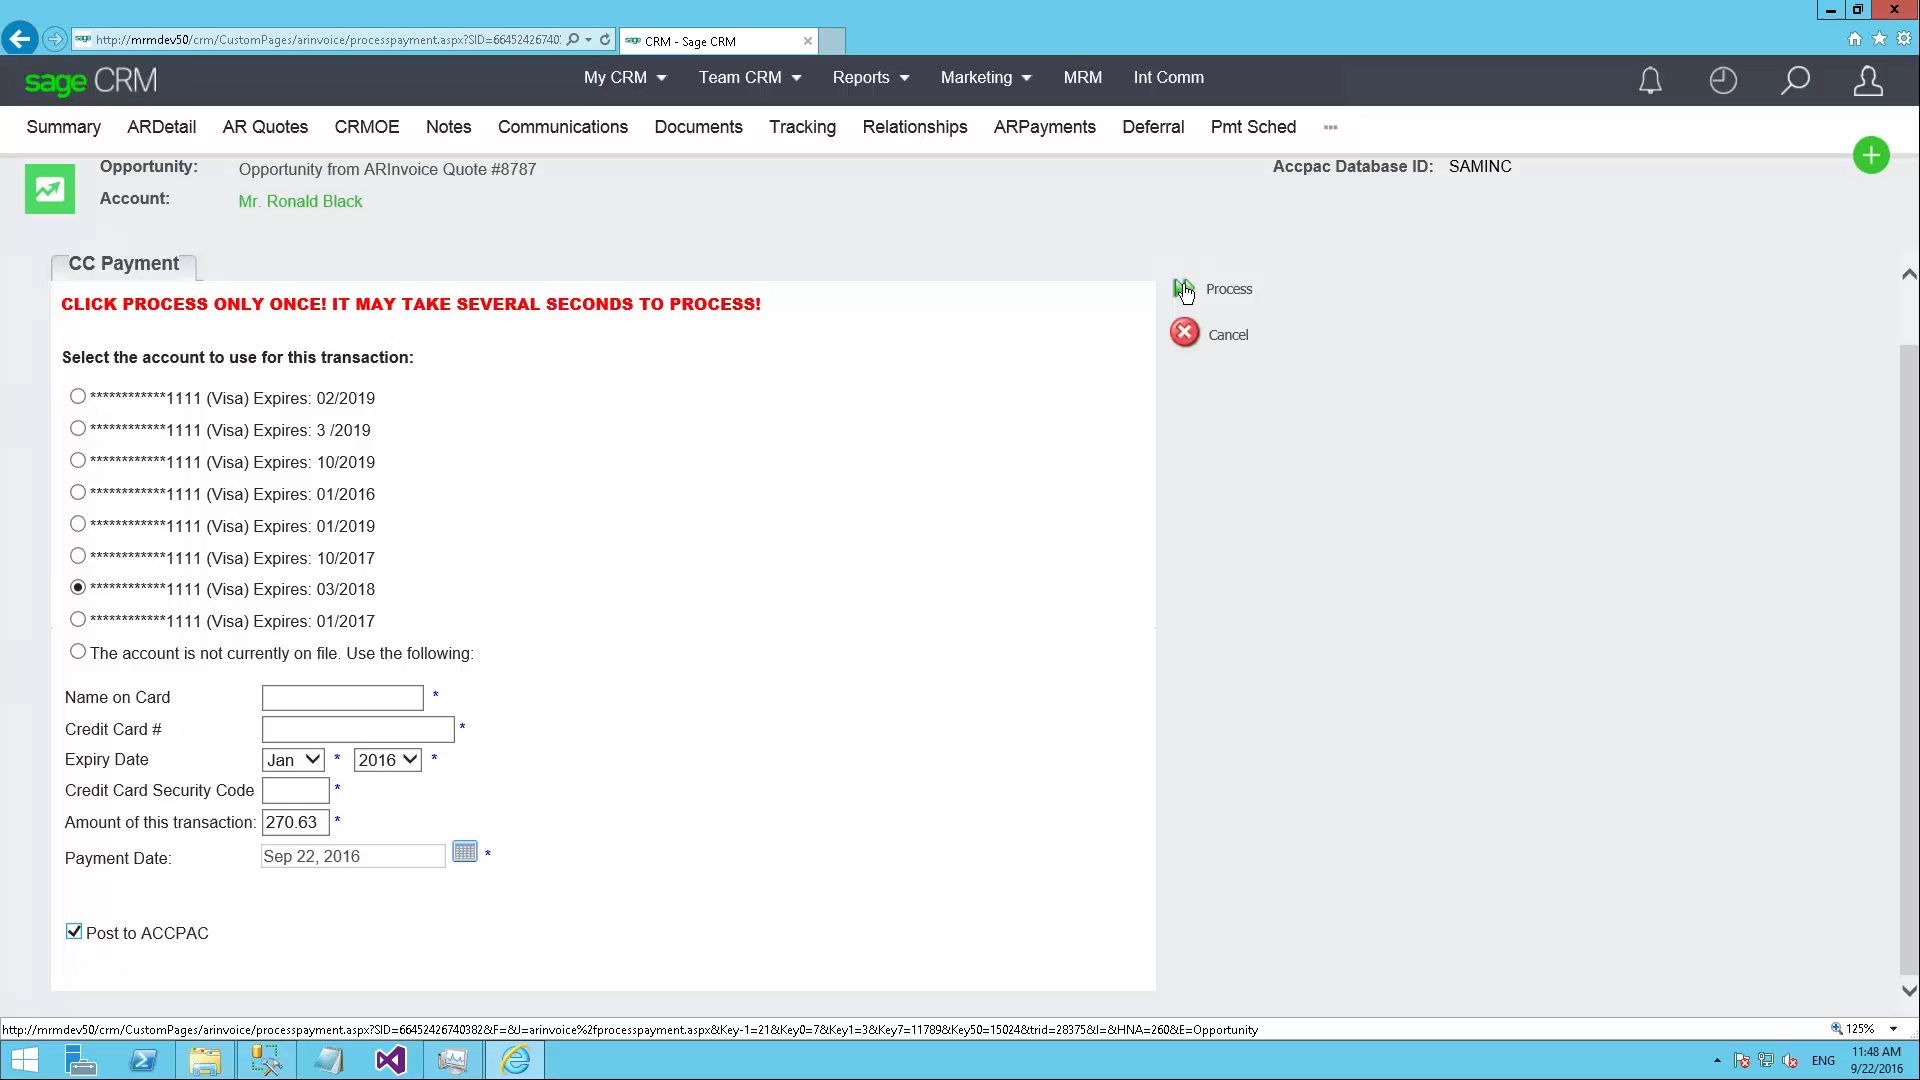 http://mrmdev50/crm/CustomPages/arinvoice/processpayment.aspx?SID=66452426740:
CRM - Sage CRM
sage CRM
My CRM
Team CRM
Reports
Marketing
MRM
Int Comm
Summary
ARDetail
AR Quotes
CRMOE
Notes
Communications
Documents
Tracking
Relationships
ARPayments
Deferral
Pmt Sched
Opportunity: Opportunity from ARInvoice Quote #8787
Accpac Database ID: SAMINC
Account: Mr. Ronald Black
CC Payment
CLICK PROCESS ONLY ONCE! IT MAY TAKE SEVERAL SECONDS TO PROCESS!
Process
Cancel
Select the account to use for this transaction:
************1111 (Visa) Expires: 02/2019
************1111 (Visa) Expires: 3 /2019
************1111 (Visa) Expires: 10/2019
************1111 (Visa) Expires: 01/2016
************1111 (Visa) Expires: 01/2019
************1111 (Visa) Expires: 10/2017
************1111 (Visa) Expires: 03/2018
************1111 (Visa) Expires: 01/2017
The account is not currently on file. Use the following:
Name on Card *
Credit Card # *
Expiry Date Jan * 2016 *
Credit Card Security Code *
Amount of this transaction: 270.63 *
Payment Date: Sep 22, 2016 *
Post to ACCPAC
http://mrmdev50/crm/CustomPages/arinvoice/processpayment.aspx?SID=66452426740382&F=&J=arinvoice%2fprocesspayment.aspx&Key-1=21&Key0=7&Key1=3&Key7=11789&Key50=15024&trid=28375&I=&HNA=260&E=Opportunity
125%
ENG
11:48 AM
9/22/2016